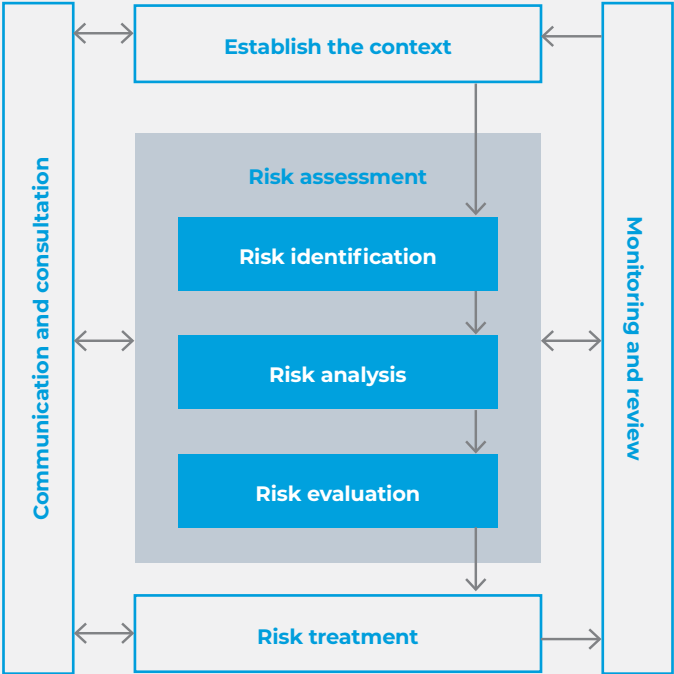 Establish the context
Communication and consultation
Risk assessment
Risk identification
Risk analysis
Risk evaluation
Monitoring and review
Risk treatment